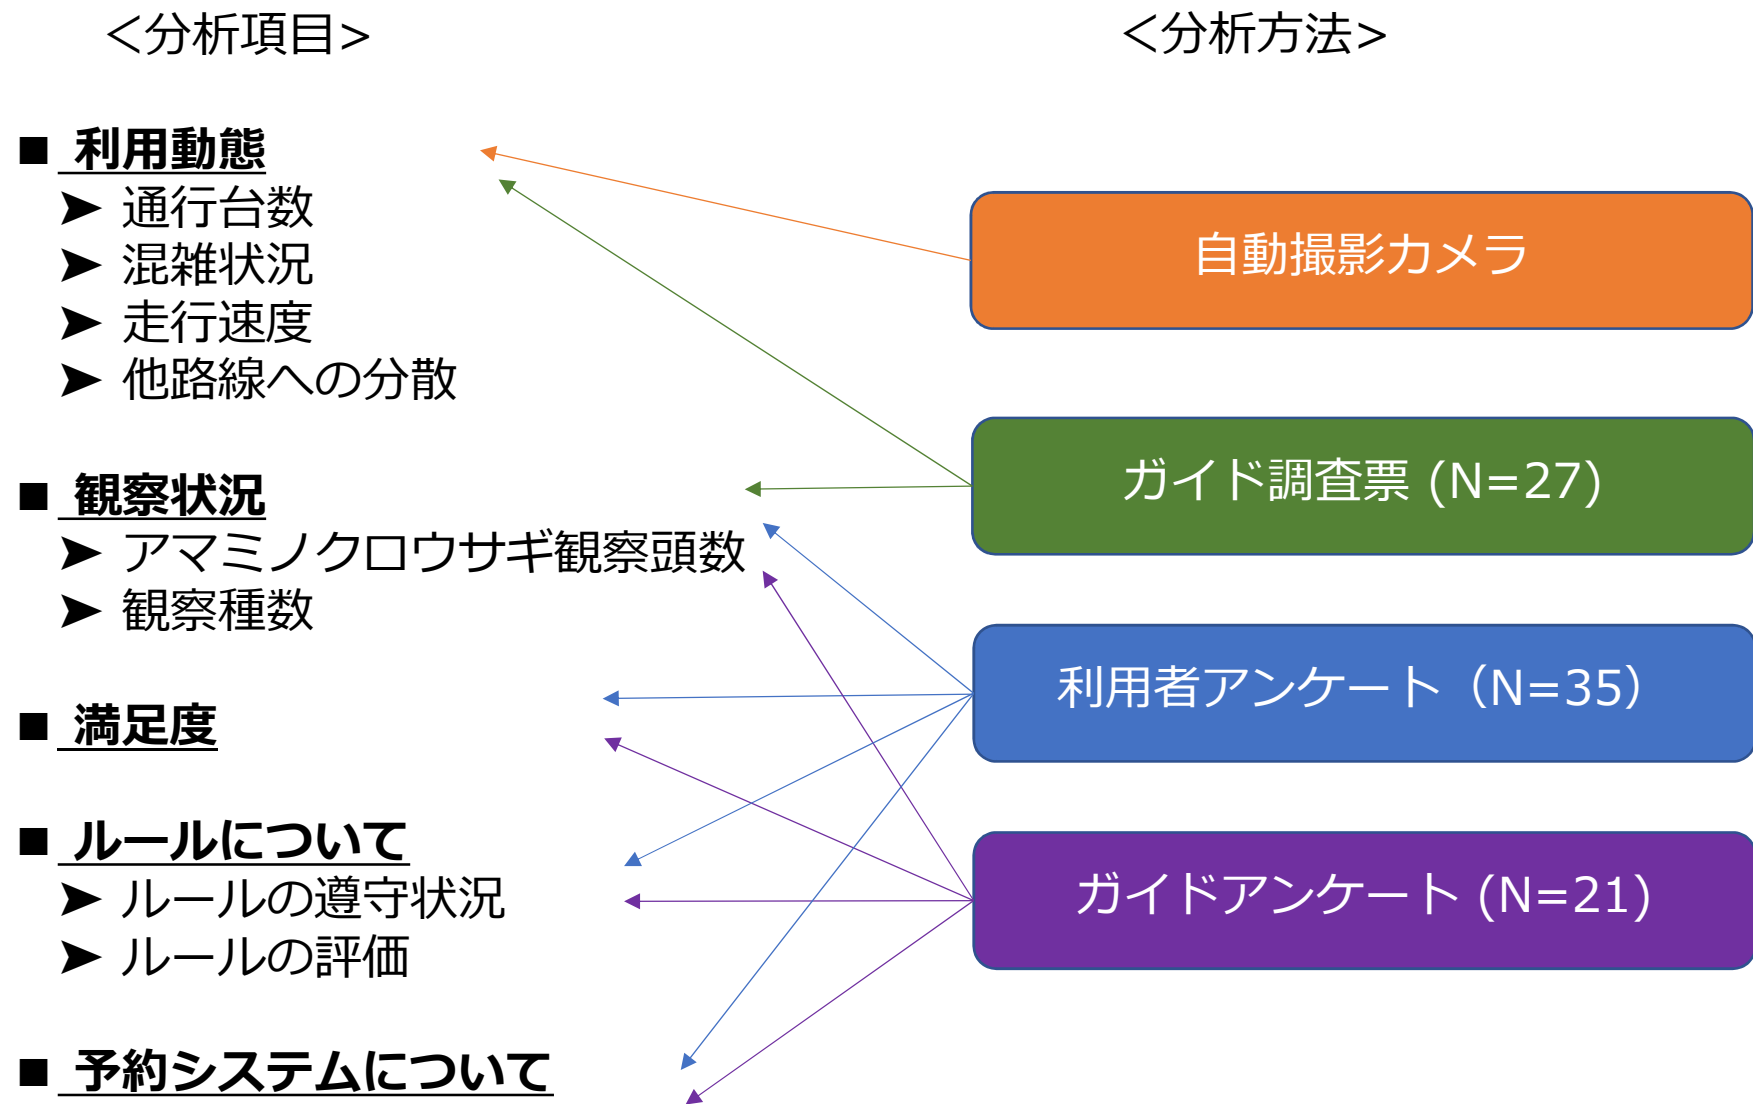 <分析項目>
■ 利用動態
➤ 通行台数
➤ 混雑状況
➤ 走行速度
➤ 他路線への分散
■ 観察状況
➤ アマミノクロウサギ観察頭数
➤ 観察種数
■ 満足度
■ ルールについて
➤ ルールの遵守状況
➤ ルールの評価
■ 予約システムについて
<分析方法>
自動撮影カメラ
ガイド調査票 (N=27)
利用者アンケート（N=35）
ガイドアンケート (N=21)